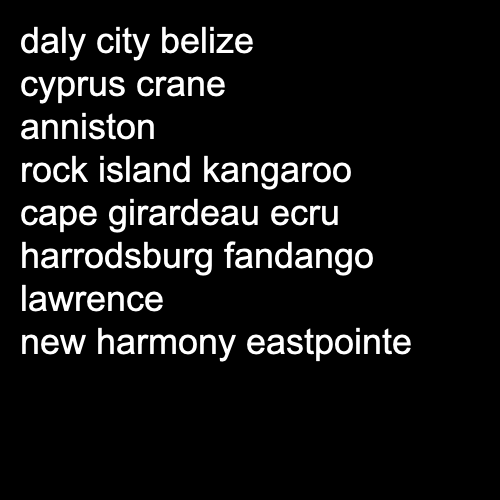 daly city belize
cyprus crane
anniston
rock island kangaroo
cape girardeau ecru
harrodsburg fandango
lawrence
new harmony eastpointe